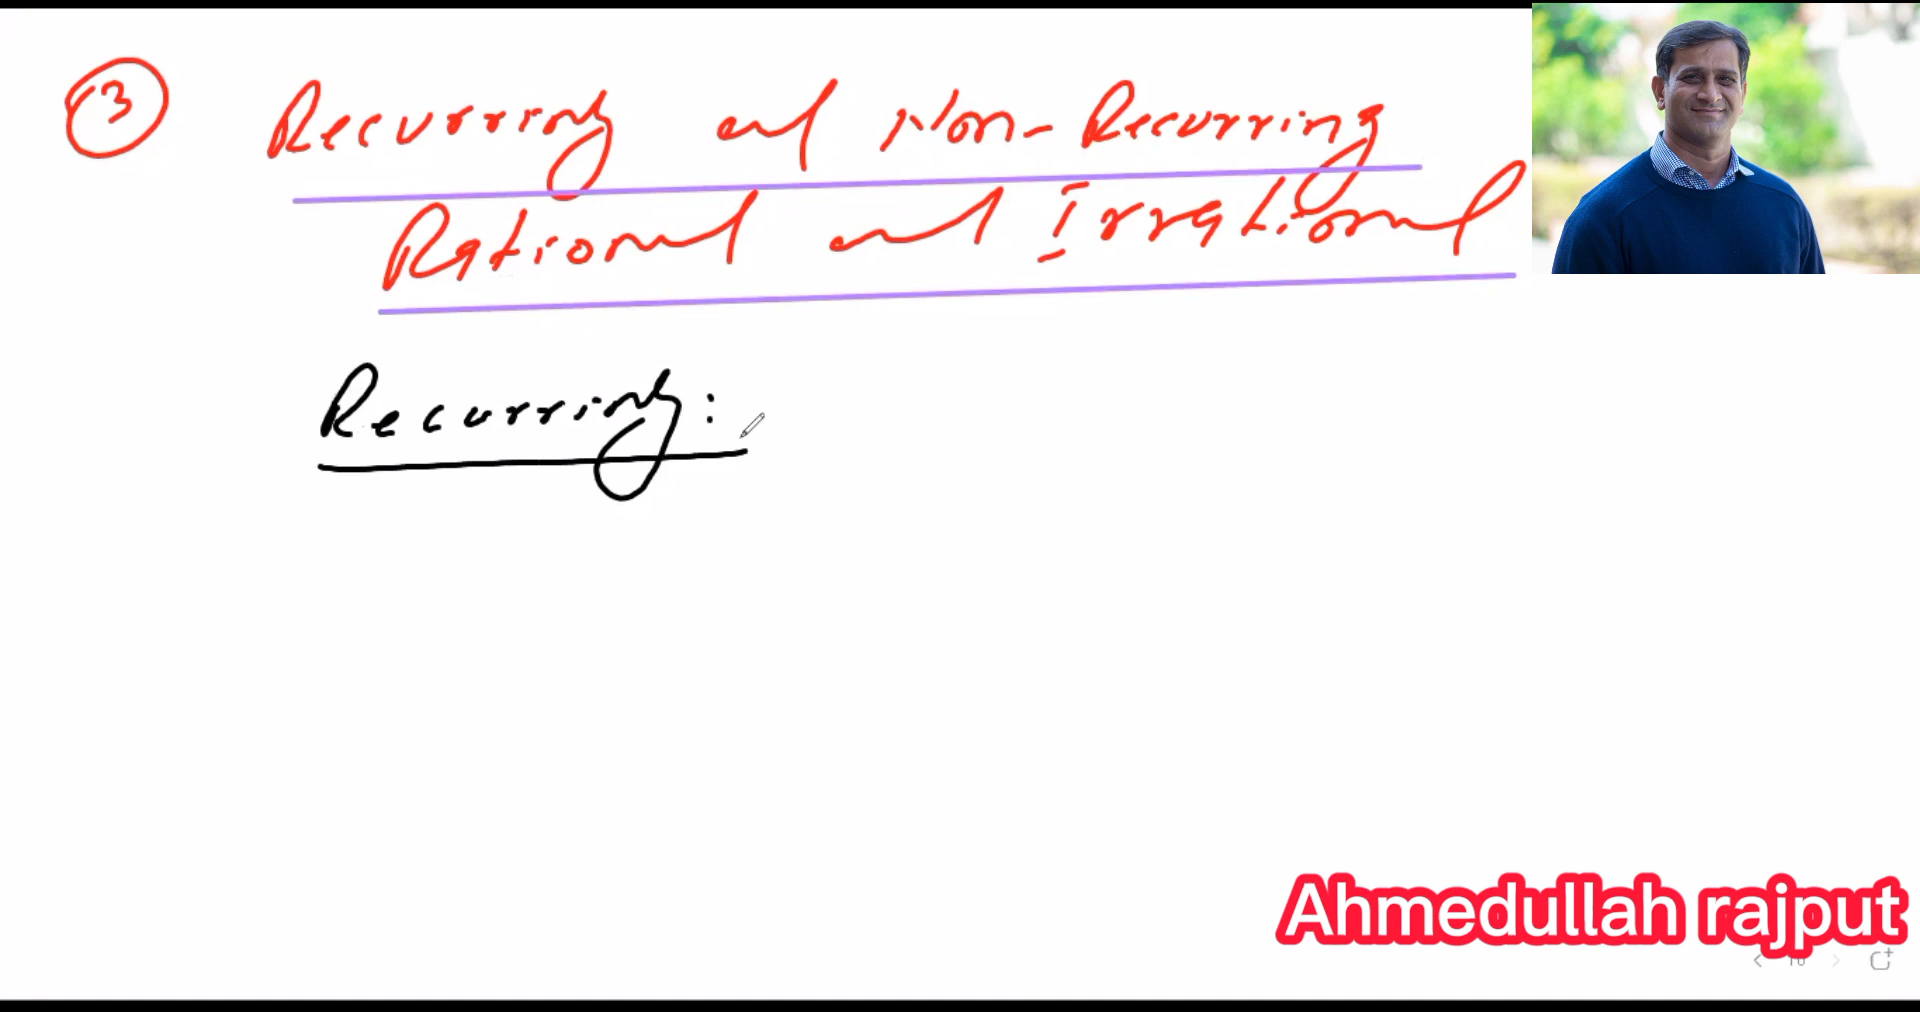 3 Recurring and Non-Recurring
Rational and Irrational
Recurring:
Ahmedullah rajput